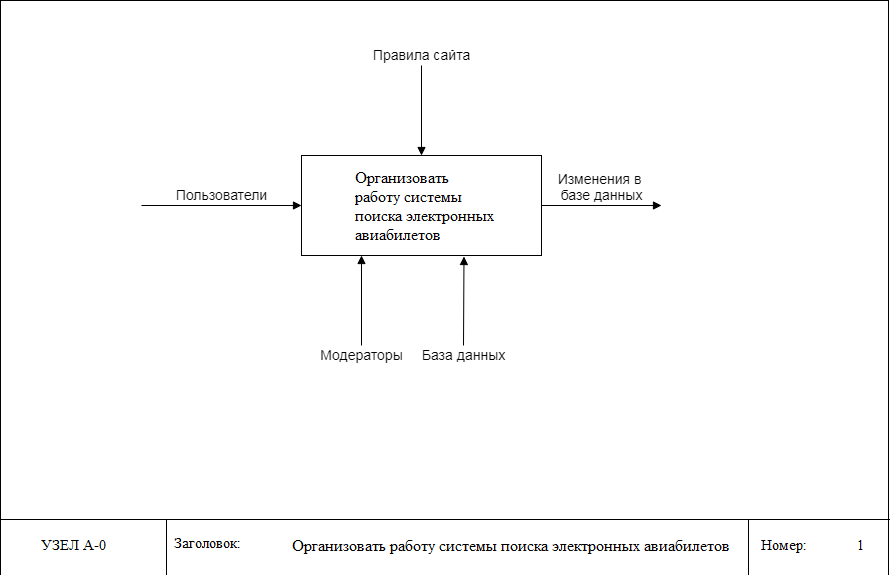 Правила сайта
Организовать
работу системы
поиска электронных
авиабилетов
Пользователи
Изменения в
базе данных
Модераторы
База данных
УЗЕЛ А-0
Заголовок:
Организовать работу системы поиска электронных авиабилетов
Номер:
1